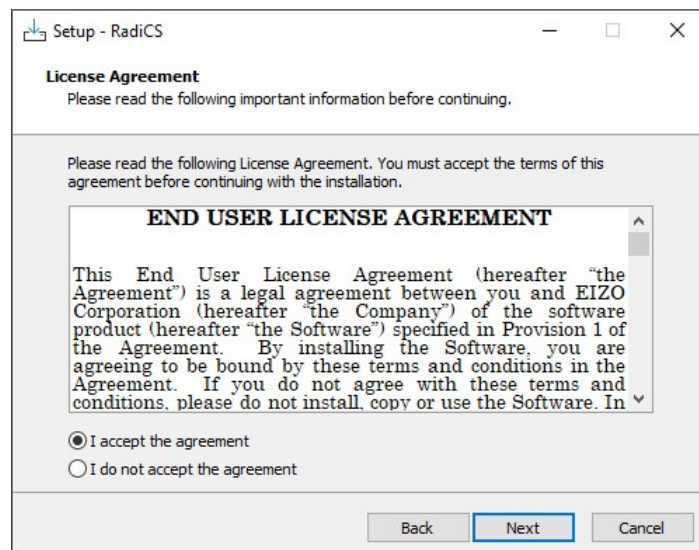 Setup - RadiCS
License Agreement
Please read the following important information before continuing.
Please read the following License Agreement. You must accept the terms of this
agreement before continuing with the installation.
END USER LICENSE AGREEMENT
This End User License Agreement (hereafter “the
Agreement”) is a legal agreement between you and EIZO
Corporation (hereafter “the Company”) of the software
product (hereafter “the Software”) specified in Provision 1 of
the Agreement. By installing the Software, you are
agreeing to be bound by these terms and conditions in the
Agreement. If you do not agree with these terms and
conditions, please do not install, copy or use the Software. In
I accept the agreement
I do not accept the agreement
Back Next Cancel